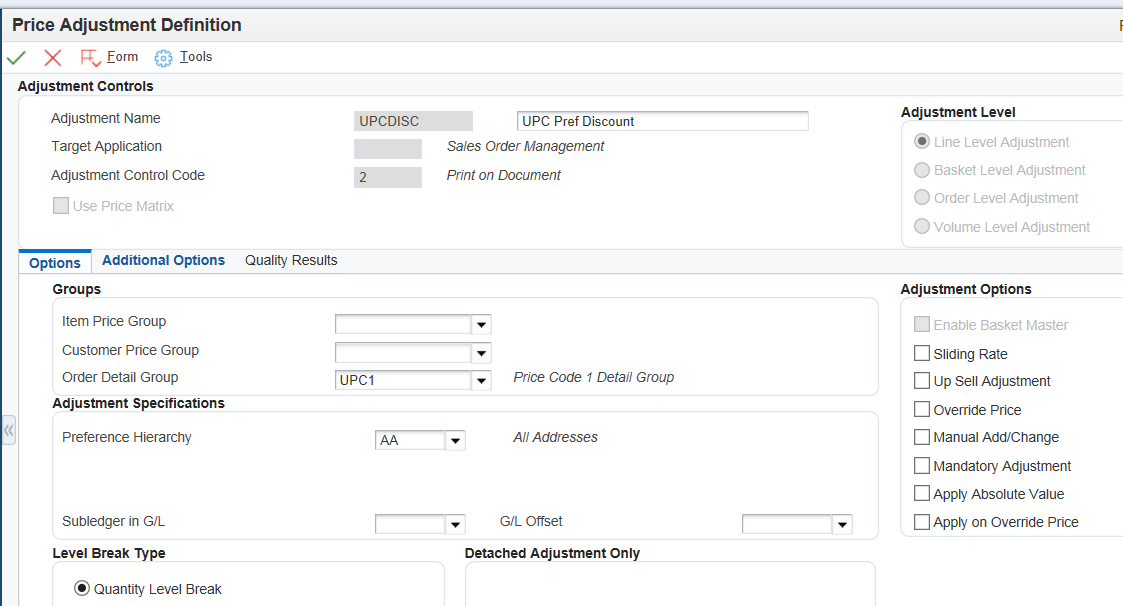 Price Adjustment Definition
Form Tools
Adjustment Controls
Adjustment Name UPCDISC UPC Pref Discount
Target Application Sales Order Management
Adjustment Control Code 2 Print on Document
Use Price Matrix
Adjustment Level
Line Level Adjustment
Basket Level Adjustment
Order Level Adjustment
Volume Level Adjustment
Options Additional Options Quality Results
Groups
Item Price Group
Customer Price Group
Order Detail Group UPC1 Price Code 1 Detail Group
Adjustment Specifications
Preference Hierarchy AA All Addresses
Subledger in G/L G/L Offset
Adjustment Options
Enable Basket Master
Sliding Rate
Up Sell Adjustment
Override Price
Manual Add/Change
Mandatory Adjustment
Apply Absolute Value
Apply on Override Price
Level Break Type
Quantity Level Break
Detached Adjustment Only